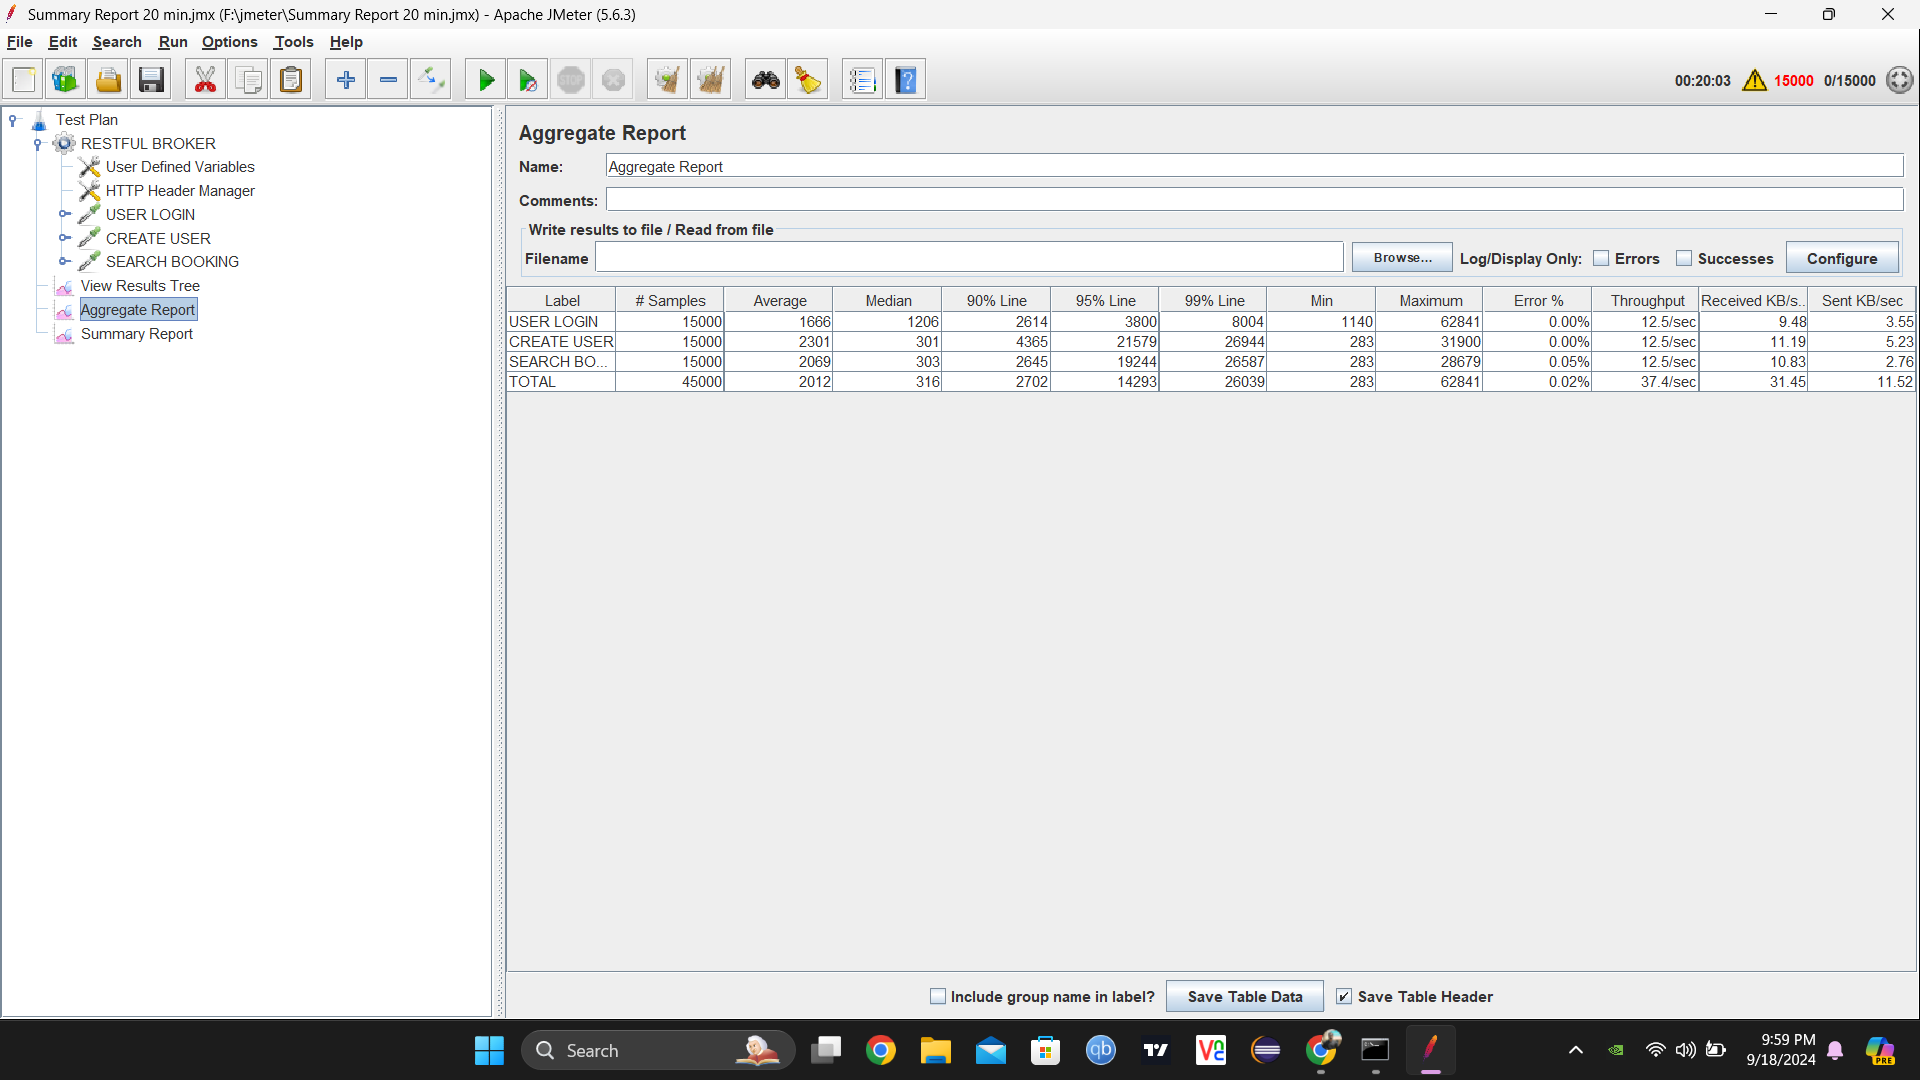 Summary Report 20 min.jmx (F:\jmeter\Summary Report 20 min.jmx) - Apache JMeter (5.6.3)
File Edit Search Run Options Tools Help
STOP
?
00:20:03 15000 0/15000
Test Plan
RESTFUL BROKER
User Defined Variables
HTTP Header Manager
USER LOGIN
CREATE USER
SEARCH BOOKING
View Results Tree
Aggregate Report
Summary Report
Aggregate Report
Name: Aggregate Report
Comments:
Write results to file / Read from file
Filename Browse... Log/Display Only: Errors Successes Configure
Label # Samples Average Median 90% Line 95% Line 99% Line Min Maximum Error % Throughput Received KB/s... Sent KB/sec
USER LOGIN 15000 1666 1206 2614 3800 8004 1140 62841 0.00% 12.5/sec 9.48 3.55
CREATE USER 15000 2301 301 4365 21579 26944 283 31900 0.00% 12.5/sec 11.19 5.23
SEARCH BO... 15000 2069 303 2645 19244 26587 283 28679 0.05% 12.5/sec 10.83 2.76
TOTAL 45000 2012 316 2702 14293 26039 283 62841 0.02% 37.4/sec 31.45 11.52
Include group name in label? Save Table Data Save Table Header
Search
qb
VC
9:59 PM
9/18/2024
PRE